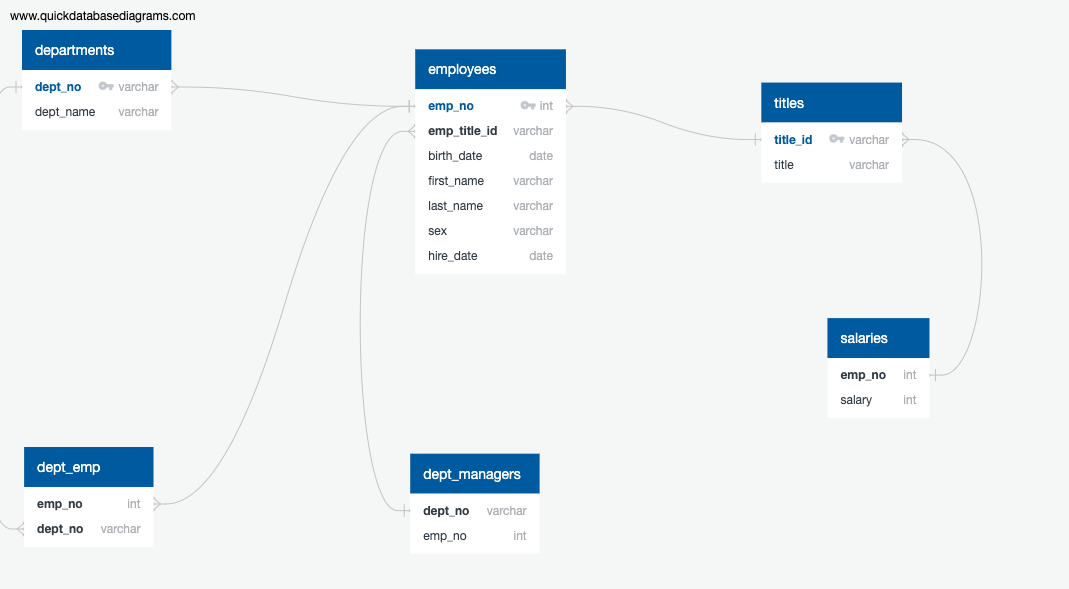 www.quickdatabasediagrams.com
departments
dept_no varchar
dept_name varchar
employees
emp_no int
emp_title_id varchar
birth_date date
first_name varchar
last_name varchar
sex varchar
hire_date date
titles
title_id varchar
title varchar
salaries
emp_no int
salary int
dept_emp
emp_no int
dept_no varchar
dept_managers
dept_no varchar
emp_no int